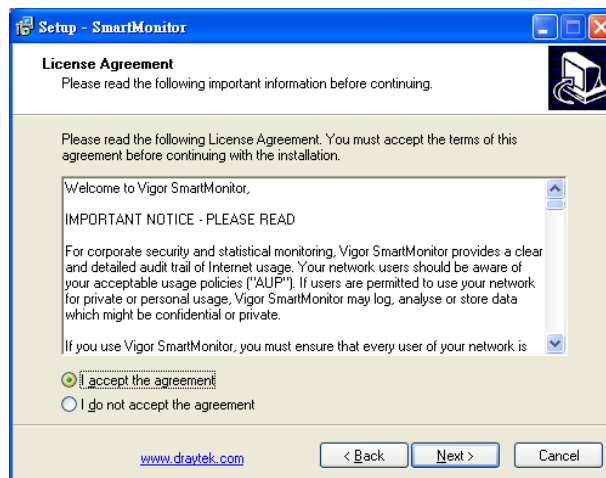 Setup - SmartMonitor
License Agreement
Please read the following important information before continuing.
Please read the following License Agreement. You must accept the terms of this
agreement before continuing with the installation.
Welcome to Vigor SmartMonitor,
IMPORTANT NOTICE - PLEASE READ
For corporate security and statistical monitoring, Vigor SmartMonitor provides a clear
and detailed audit trail of Internet usage. Your network users should be aware of
your acceptable usage policies ("AUP"). If users are permitted to use your network
for private or personal usage, Vigor SmartMonitor may log, analyse or store data
which might be confidential or private.
If you use Vigor SmartMonitor, you must ensure that every user of your network is
I accept the agreement
I do not accept the agreement
www.draytek.com
< Back
Next >
Cancel